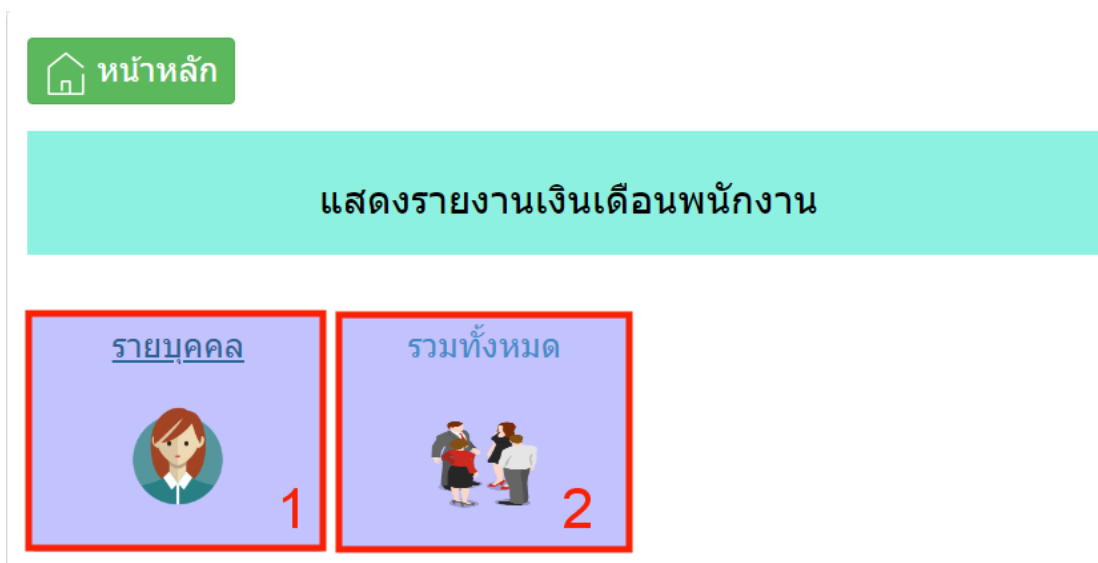 หน้าหลัก
แสดงรายงานเงินเดือนพนักงาน
รายบุคคล
รวมทั้งหมด
1
2